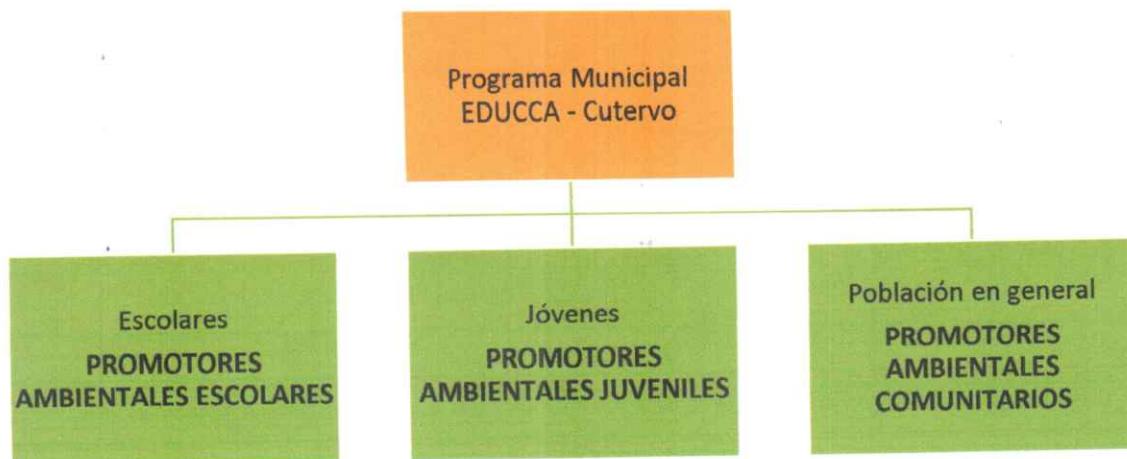 Programa Municipal
EDUCCA - Cutervo
Escolares
PROMOTORES
AMBIENTALES ESCOLARES
Jóvenes
PROMOTORES
AMBIENTALES JUVENILES
Población en general
PROMOTORES
AMBIENTALES
COMUNITARIOS